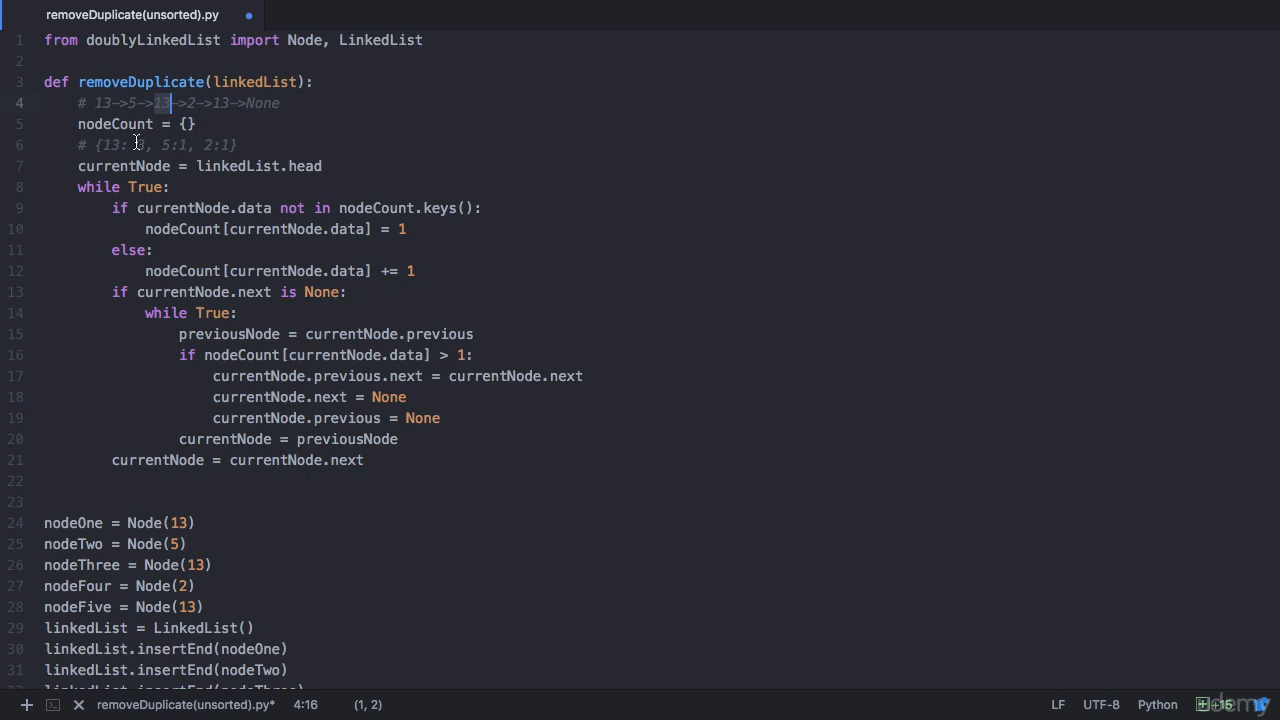 removeDuplicate(unsorted).py
1 from doublyLinkedList import Node, LinkedList
2
3 def removeDuplicate(linkedList):
4 # 13->5->13->2->13->None
5 nodeCount = {}
6 # {13: 3, 5:1, 2:1}
7 currentNode = linkedList.head
8 while True:
9 if currentNode.data not in nodeCount.keys():
10 nodeCount[currentNode.data] = 1
11 else:
12 nodeCount[currentNode.data] += 1
13 if currentNode.next is None:
14 while True:
15 previousNode = currentNode.previous
16 if nodeCount[currentNode.data] > 1:
17 currentNode.previous.next = currentNode.next
18 currentNode.next = None
19 currentNode.previous = None
20 currentNode = previousNode
21 currentNode = currentNode.next
22
23
24 nodeOne = Node(13)
25 nodeTwo = Node(5)
26 nodeThree = Node(13)
27 nodeFour = Node(2)
28 nodeFive = Node(13)
29 linkedList = LinkedList()
30 linkedList.insertEnd(nodeOne)
31 linkedList.insertEnd(nodeTwo)
linkedList.insertEnd(nodeThree)
removeDuplicate(unsorted).py* 4:16 (1, 2) LF UTF-8 Python +15